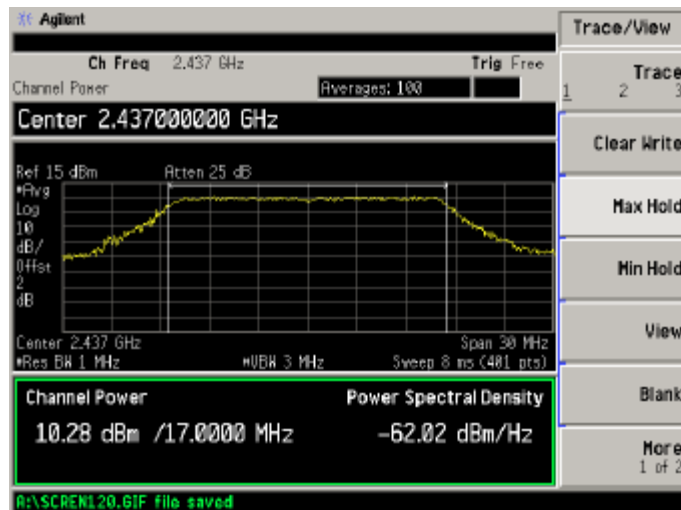 Agilent
Trace/View
Ch Freq 2.437 GHz Trig Free
Channel Power Averages: 100
Center 2.437000000 GHz
Ref 15 dBm Atten 25 dB
*Avg
Log
10
dB/
Offst
2
dB
Center 2.437 GHz Span 30 MHz
*Res BW 1 MHz *VBW 3 MHz Sweep 8 ms (401 pts)
Channel Power Power Spectral Density
10.28 dBm /17.0000 MHz -62.02 dBm/Hz
A:\SCREN120.GIF file saved
Trace
1 2 3
Clear Write
Max Hold
Min Hold
View
Blank
More
1 of 2